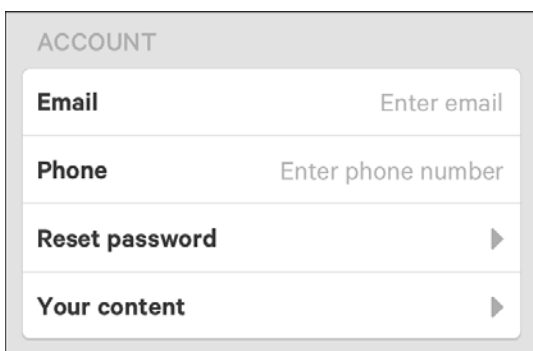 ACCOUNT
Email Enter email
Phone Enter phone number
Reset password
Your content